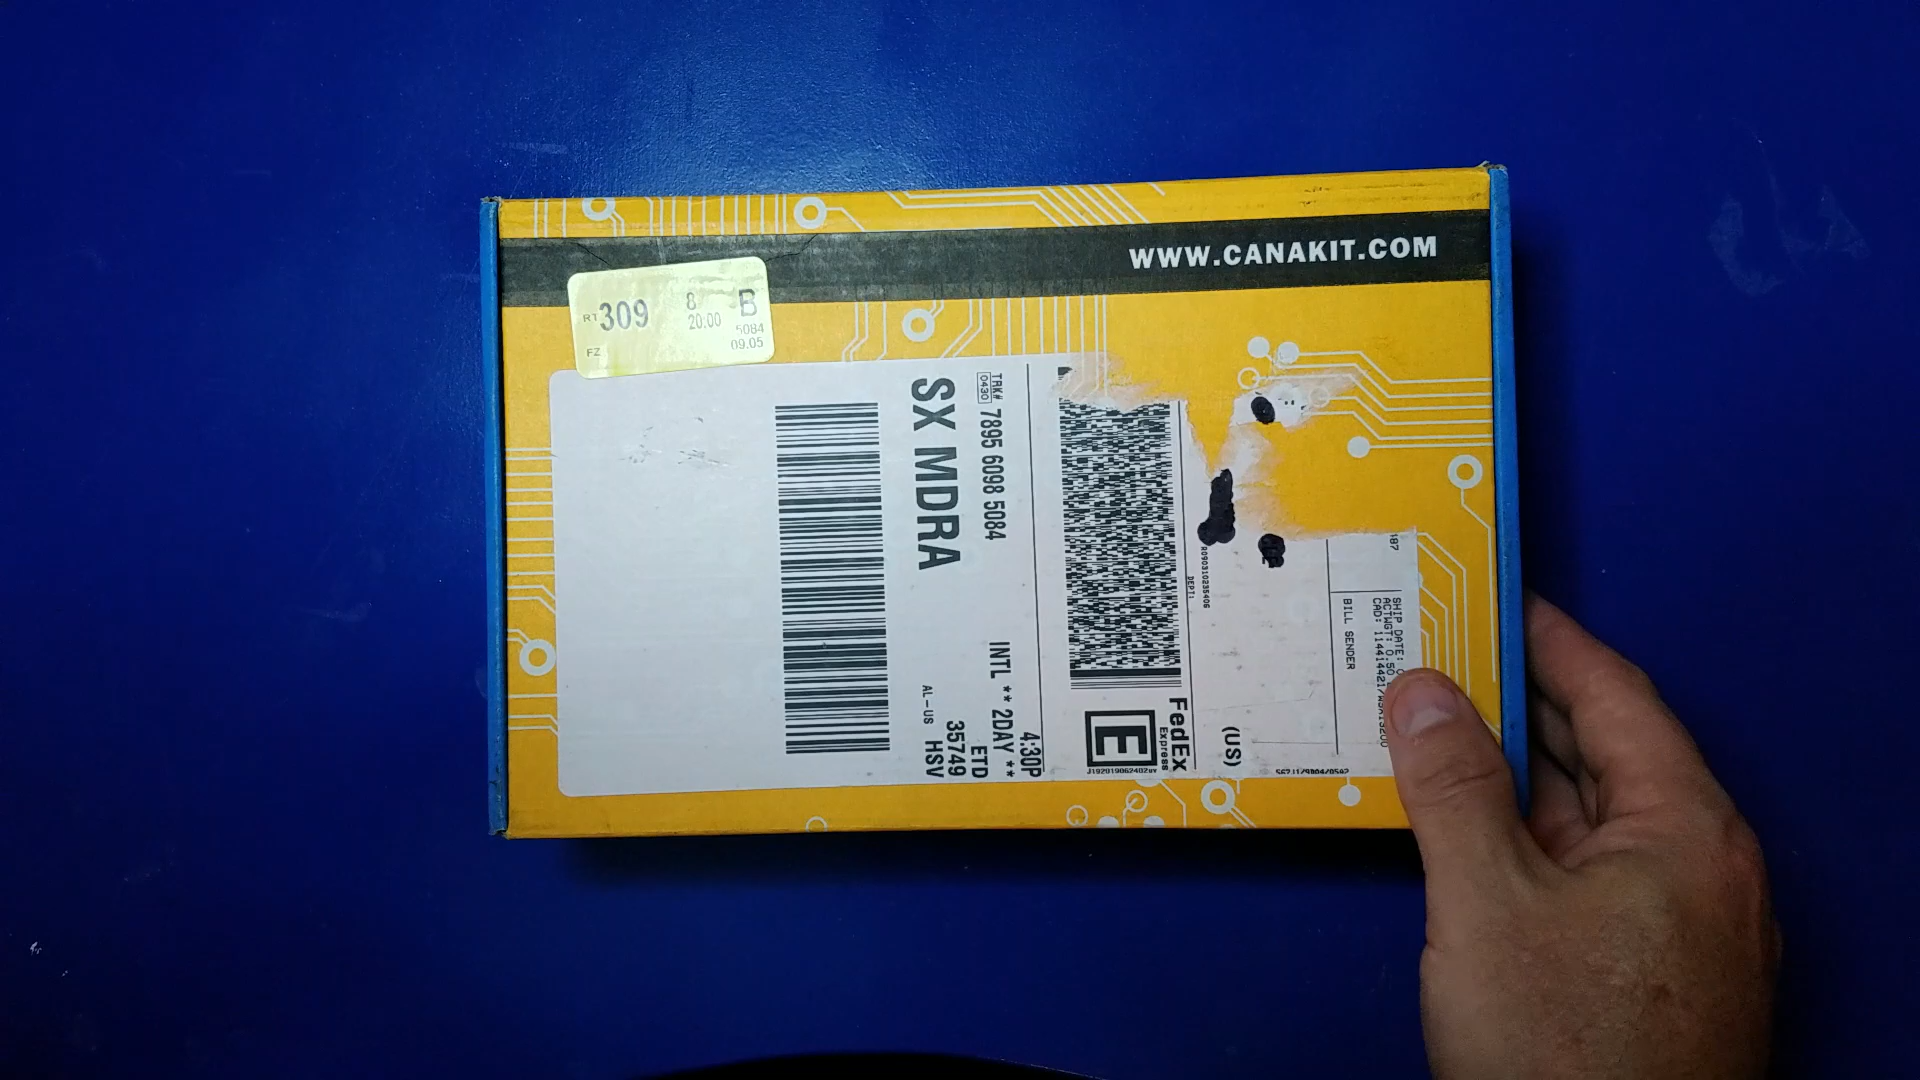 WWW.CANAKIT.COM
RT 309 8 B
20:00
5084
FZ 09.05
187
SHIP DATE:
ACTWGT: 0.50
CAD:
BILL SENDER
(US)
DEPT:
FedEx
Express
E
TRK# 7895 6098 5084
0430
4:30P
INTL ** 2DAY **
ETD
SX MDRA
35749
AL-US HSV